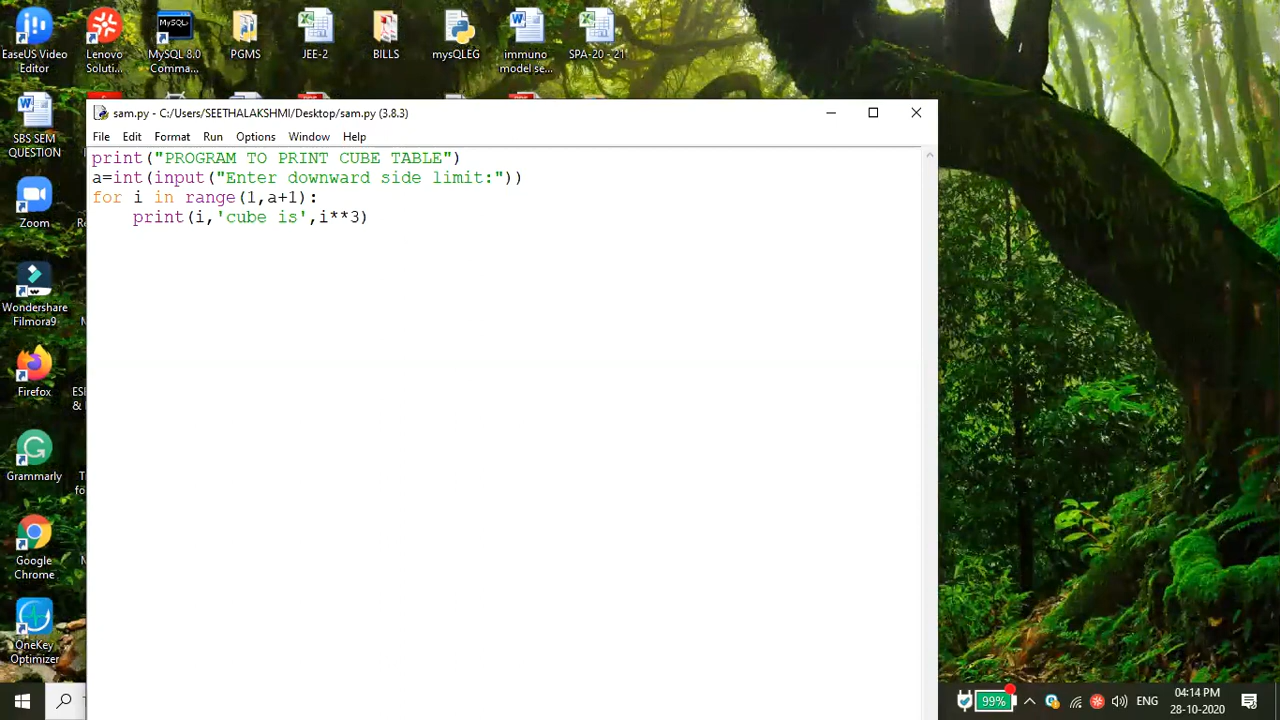 EaseUS Video
Editor
Lenovo
Soluti...
MySQL 8.0
Comma...
PGMS
JEE-2
BILLS
mysQLEG
immuno
model se...
SPA-20 - 21
SBS SEM
QUESTION
Zoom
Wondershare
Filmora9
Firefox
Grammarly
Google
Chrome
OneKey
Optimizer
sam.py - C:/Users/SEETHALAKSHMI/Desktop/sam.py (3.8.3)
File Edit Format Run Options Window Help
print("PROGRAM TO PRINT CUBE TABLE")
a=int(input("Enter downward side limit:"))
for i in range(1,a+1):
    print(i,'cube is',i**3)
99%
ENG
04:14 PM
28-10-2020